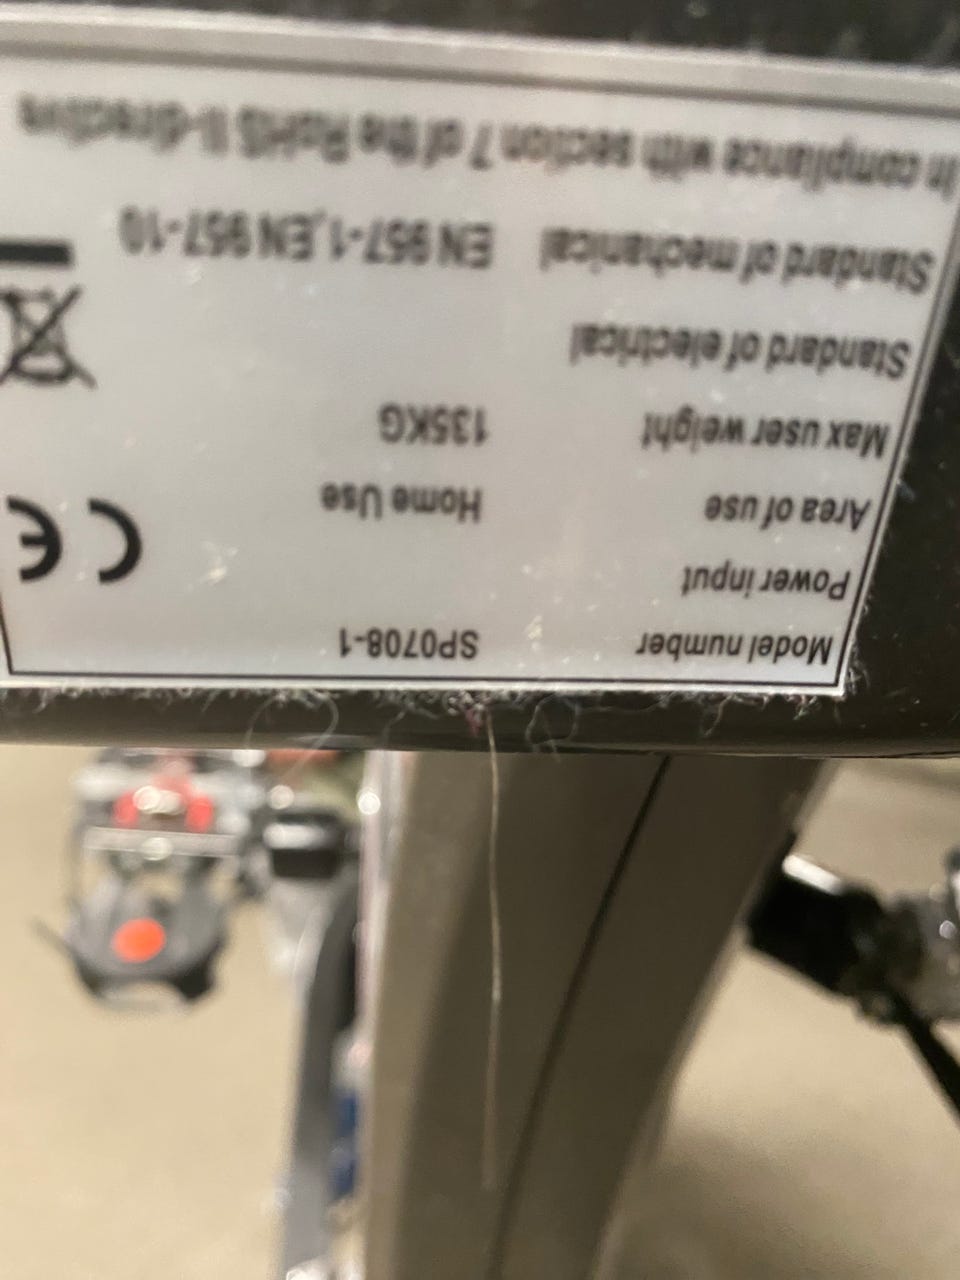 Model number SP0708-1
Power input
Area of use Home Use
Max user weight 135KG
Standard of electrical
Standard of mechanical EN 957-1,EN 957-10
In compliance with section 7 of the RoHS II-directive
CE